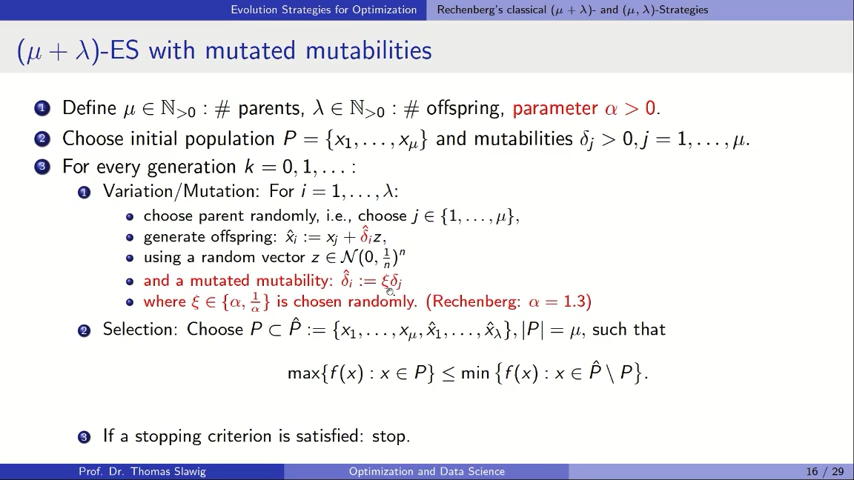 Evolution Strategies for Optimization Rechenberg's classical (μ + λ)- and (μ, λ)-Strategies
(μ + λ)-ES with mutated mutabilities
1 Define μ ∈ ℕ>0 : # parents, λ ∈ ℕ>0 : # offspring, parameter α > 0.
2 Choose initial population P = {x₁, . . . , xμ} and mutabilities δj > 0, j = 1, . . . , μ.
3 For every generation k = 0, 1, . . . :
1 Variation/Mutation: For i = 1, . . . , λ:
• choose parent randomly, i.e., choose j ∈ {1, . . . , μ},
• generate offspring: x̂i := xj + δ̂i z,
• using a random vector z ∈ 𝒩(0, 1/n)ⁿ
• and a mutated mutability: δ̂i := ξδj
• where ξ ∈ {α, 1/α} is chosen randomly. (Rechenberg: α = 1.3)
2 Selection: Choose P ⊂ P̂ := {x₁, . . . , xμ, x̂₁, . . . , x̂λ}, |P| = μ, such that
max{f(x) : x ∈ P} ≤ min {f(x) : x ∈ P̂ \ P}.
3 If a stopping criterion is satisfied: stop.
Prof. Dr. Thomas Slawig Optimization and Data Science 16 / 29